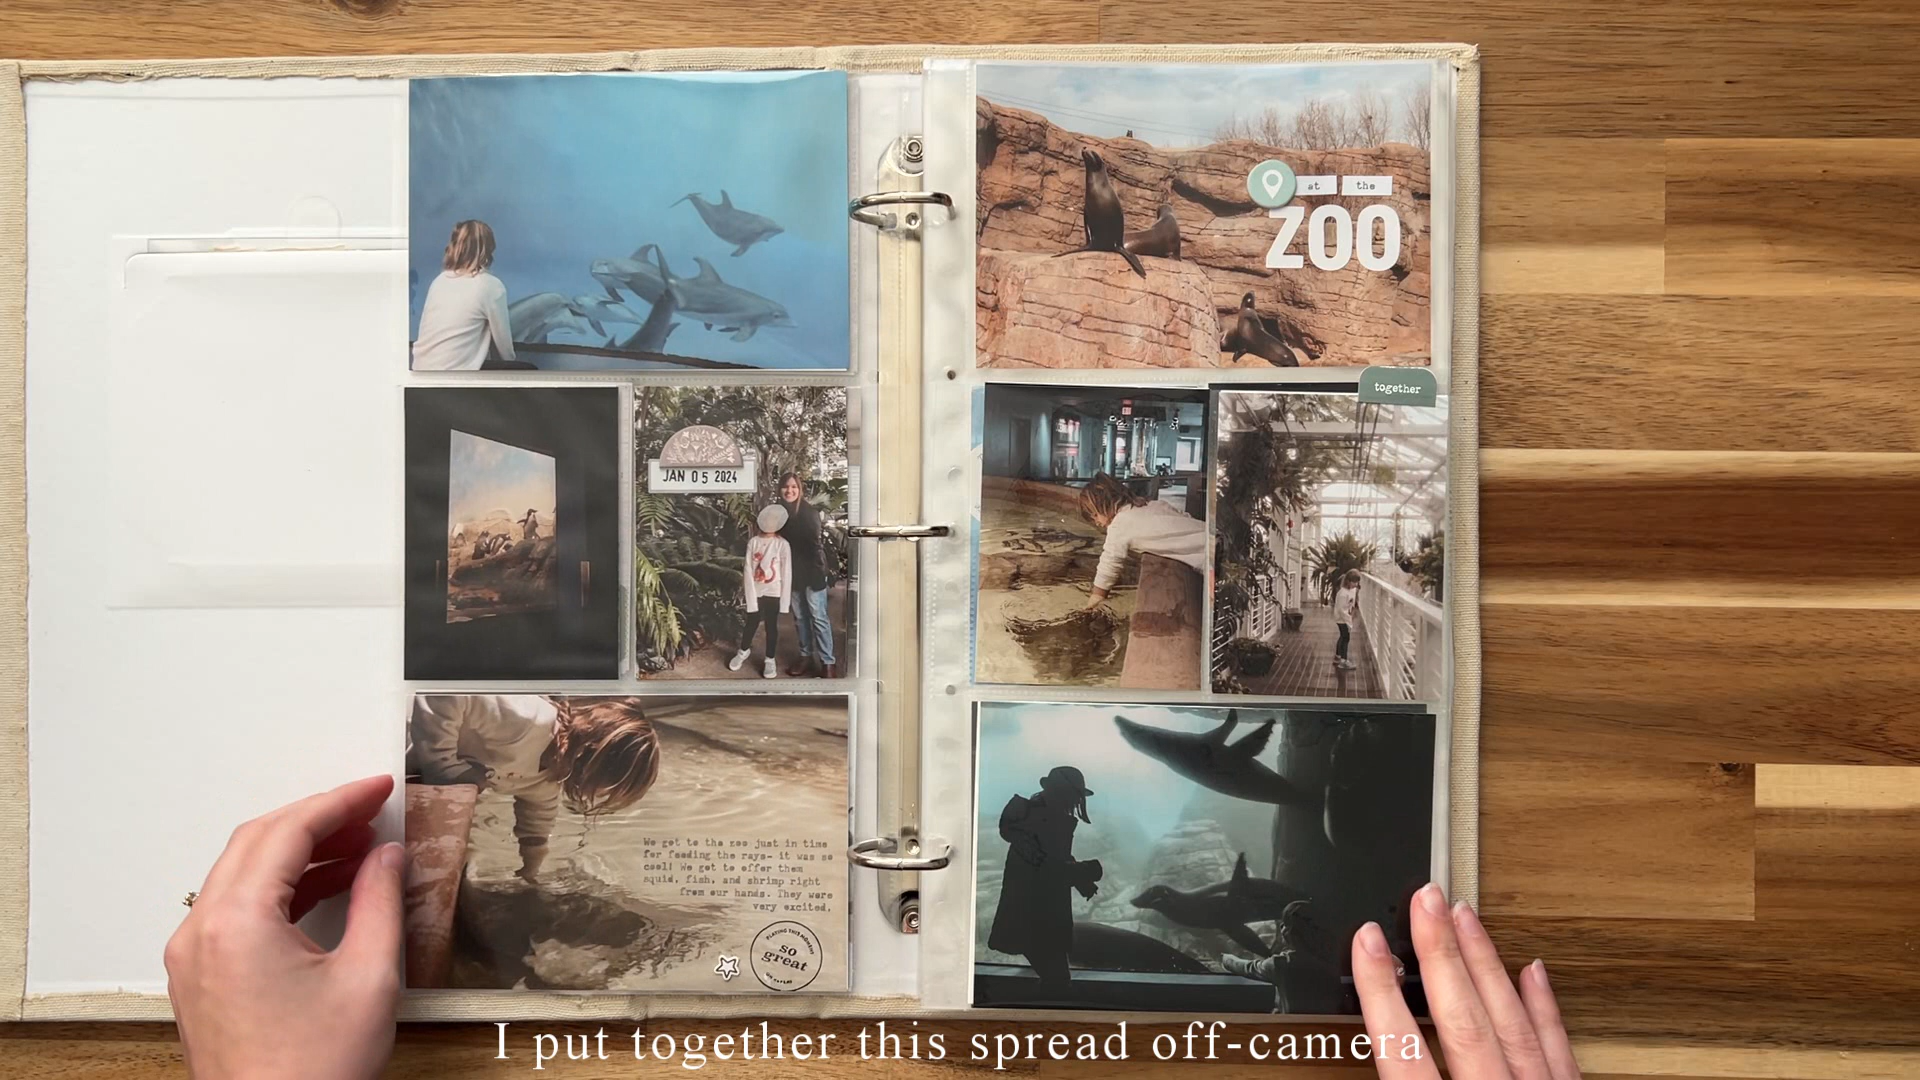 at the
ZOO
together
JAN 05 2024
We got to the zoo just in time
for feeding the rays- it was so
cool! We got to offer them
squid, fish, and shrimp right
from our hands. They were
very excited.
so
great
I put together this spread off-camera